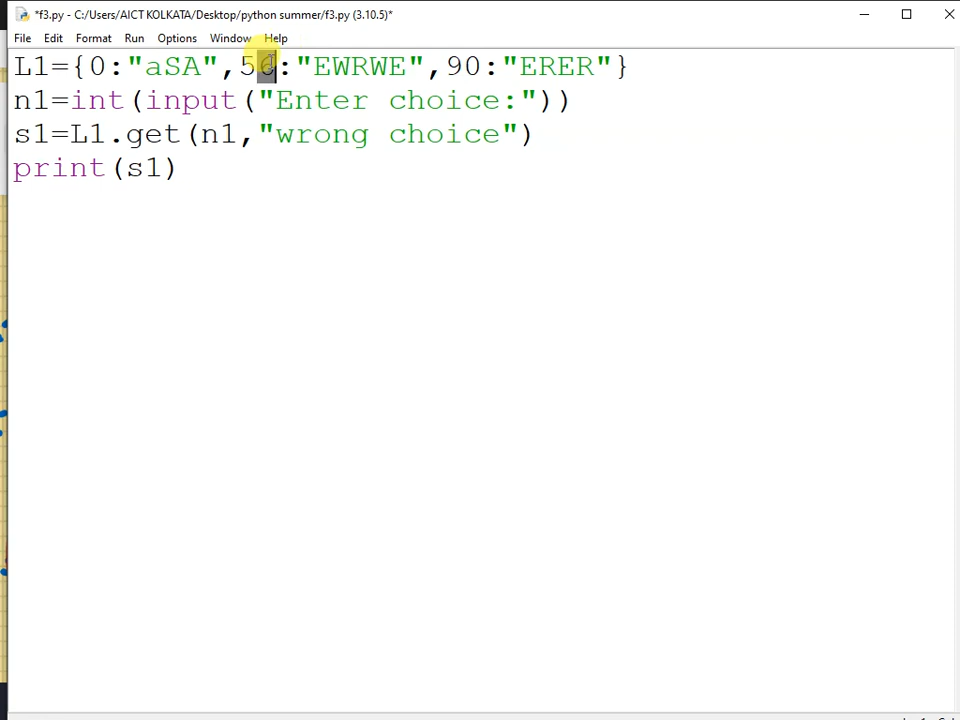 *f3.py - C:/Users/AICT KOLKATA/Desktop/python summer/f3.py (3.10.5)*
File Edit Format Run Options Window Help
L1={0:"aSA",56:"EWRWE",90:"ERER"}
n1=int(input("Enter choice:"))
s1=L1.get(n1,"wrong choice")
print(s1)